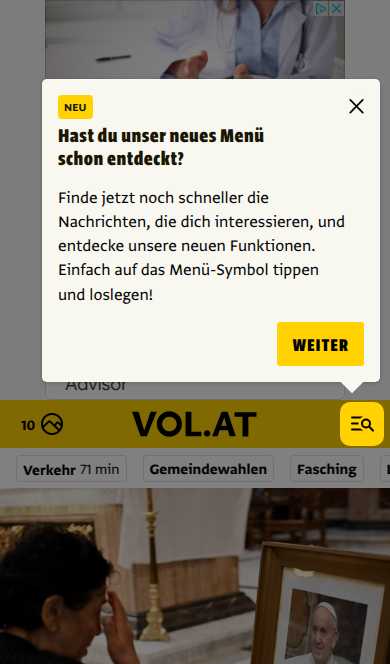 NEU
Hast du unser neues Menü
schon entdeckt?
Finde jetzt noch schneller die
Nachrichten, die dich interessieren, und
entdecke unsere neuen Funktionen.
Einfach auf das Menü-Symbol tippen
und loslegen!
WEITER
Advisor
10
VOL.AT
Verkehr 71 min
Gemeindewahlen
Fasching